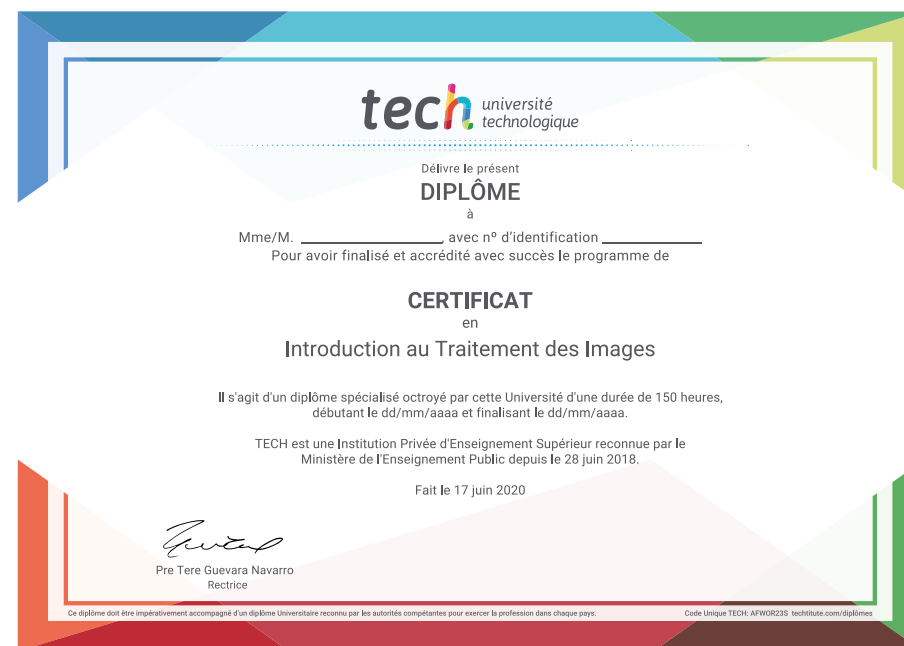 tech université
technologique
Délivre le présent
DIPLÔME
à
Mme/M. ____________________, avec nº d'identification ______________
Pour avoir finalisé et accrédité avec succès le programme de
CERTIFICAT
en
Introduction au Traitement des Images
Il s'agit d'un diplôme spécialisé octroyé par cette Université d'une durée de 150 heures,
débutant le dd/mm/aaaa et finalisant le dd/mm/aaaa.
TECH est une Institution Privée d'Enseignement Supérieur reconnue par le
Ministère de l'Enseignement Public depuis le 28 juin 2018.
Fait le 17 juin 2020
Pre Tere Guevara Navarro
Rectrice
Ce diplôme doit être impérativement accompagné d'un diplôme Universitaire reconnu par les autorités compétentes pour exercer la profession dans chaque pays. Code Unique TECH: AFWOR23S techtitute.com/diplômes